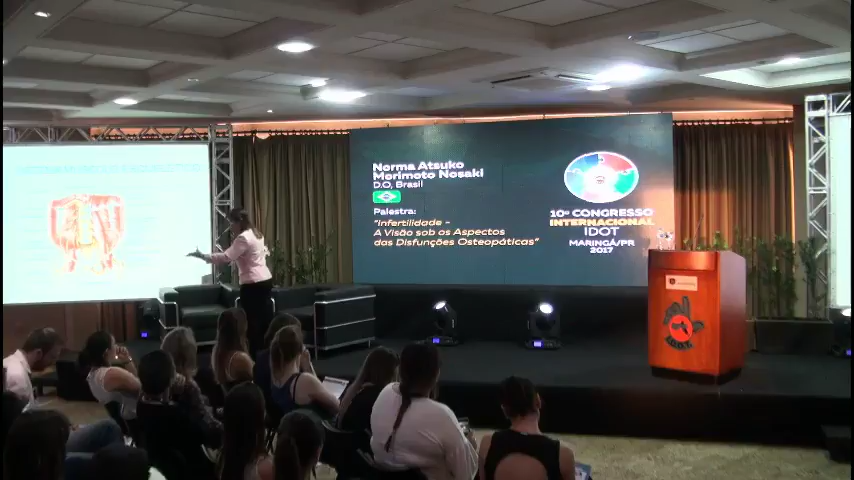 Norma Atsuko
Morimoto Nosaki
D.O, Brasil
Palestra:
"Infertilidade -
A Visão sob os Aspectos
das Disfunções Osteopáticas"
10º CONGRESSO
INTERNACIONAL
IDOT
MARINGÁ/PR
2017
I.D.O.T.